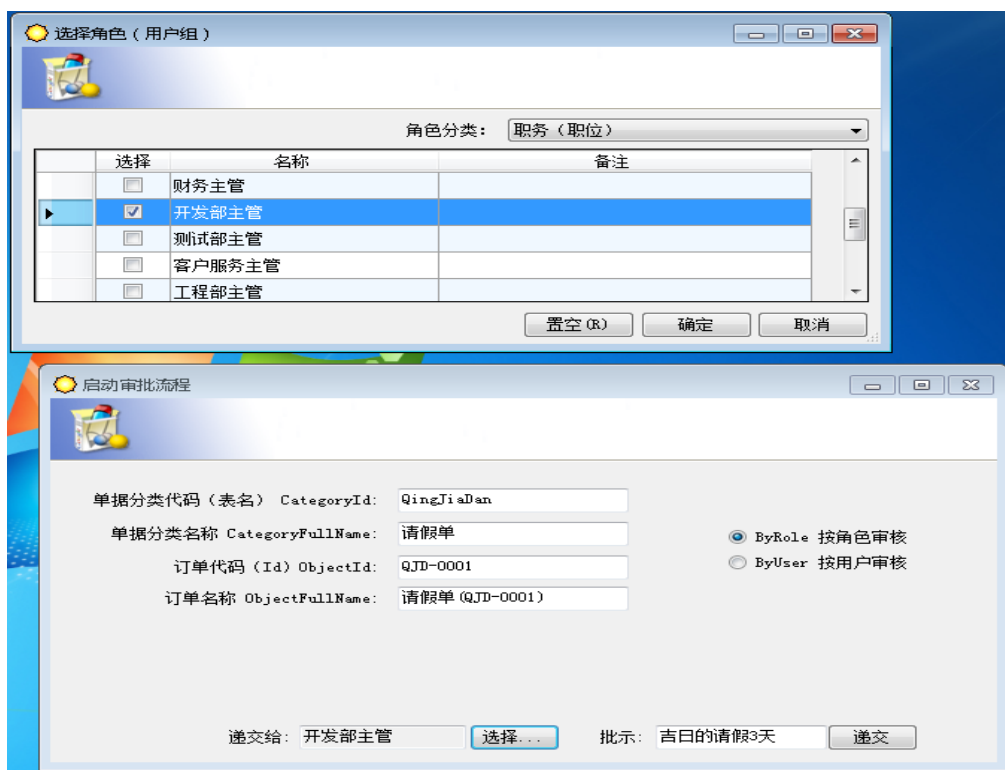 选择角色(用户组)
角色分类: 职务(职位)
选择 名称 备注
财务主管
开发部主管
测试部主管
客户服务主管
工程部主管
置空(R) 确定 取消
启动审批流程
单据分类代码(表名) CategoryId: QingJiaDan
单据分类名称 CategoryFullName: 请假单
ByRole 按角色审核
订单代码(Id) ObjectId: QJD-0001
ByUser 按用户审核
订单名称 ObjectFullName: 请假单(QJD-0001)
递交给: 开发部主管 选择... 批示: 吉日的请假3天 递交